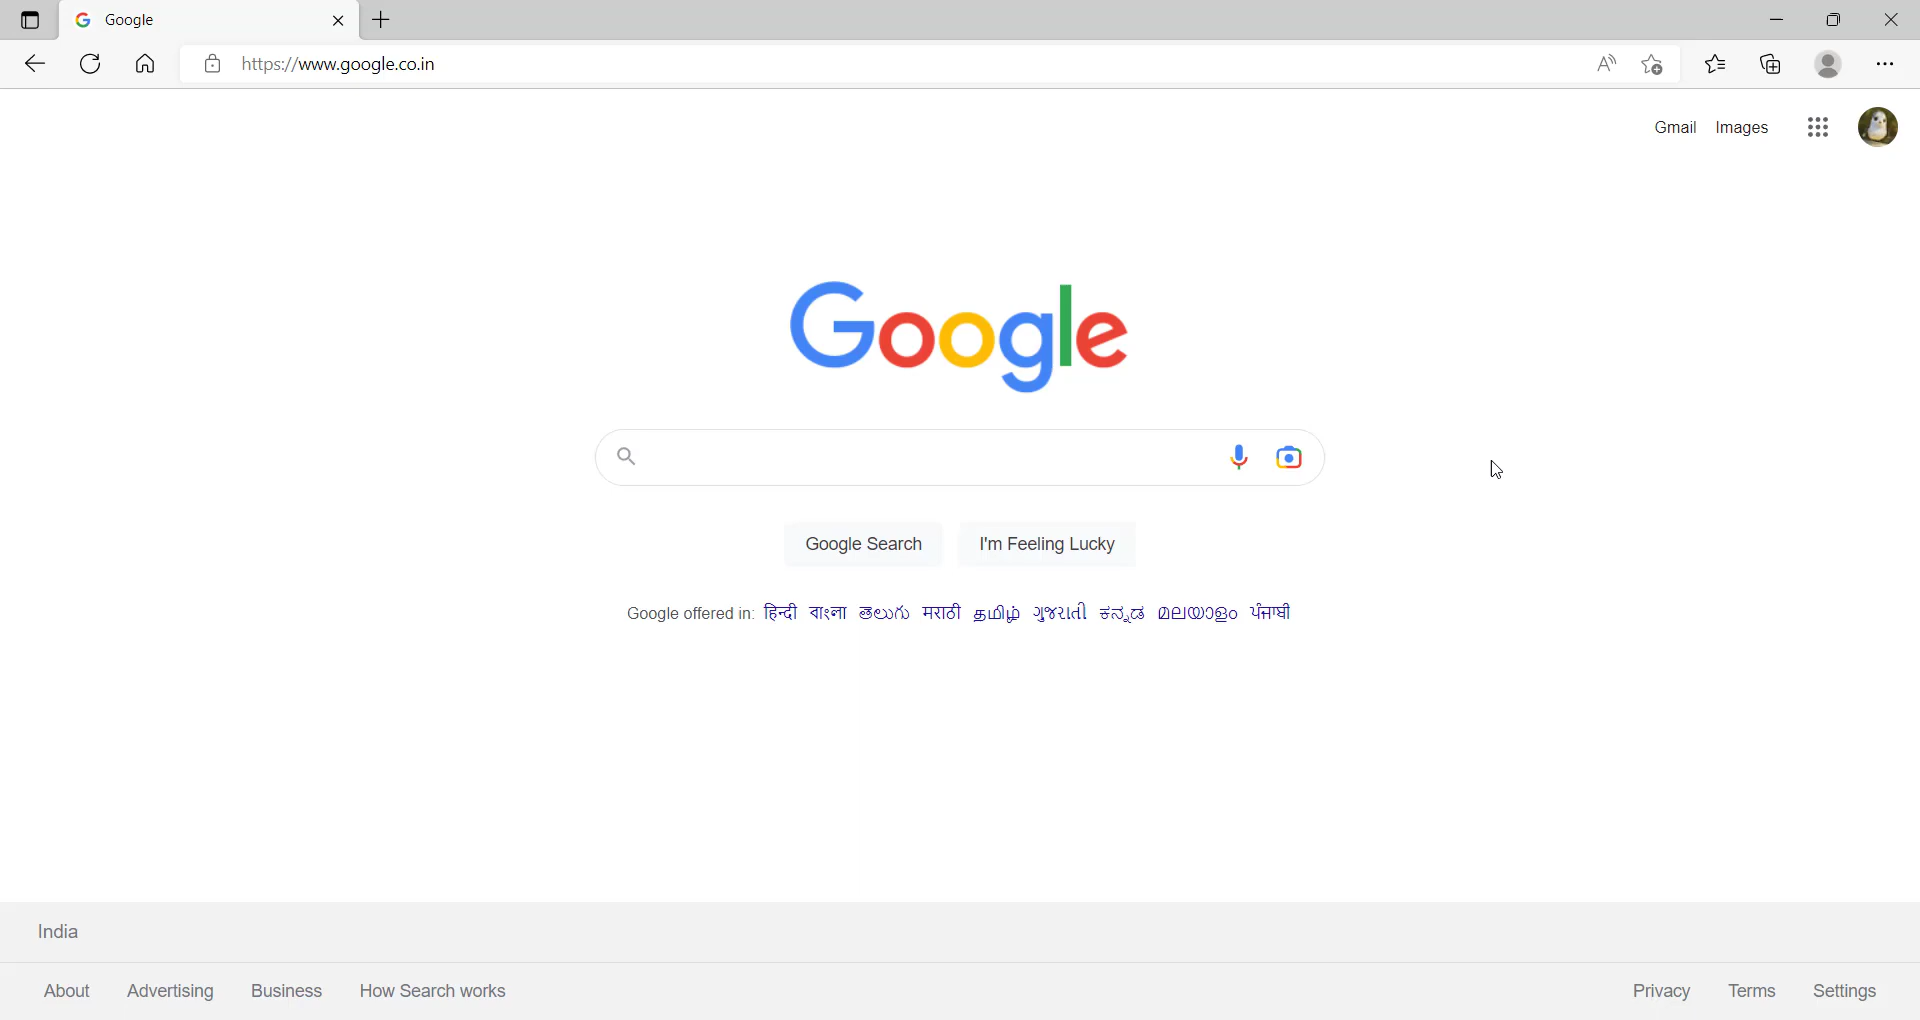 Google
https://www.google.co.in
Gmail Images
Google
Google Search I'm Feeling Lucky
Google offered in: हिन्दी বাংলা తెలుగు मराठी தமிழ் ગુજરાતી ಕನ್ನಡ മലയാളം ਪੰਜਾਬੀ
India
About Advertising Business How Search works Privacy Terms Settings